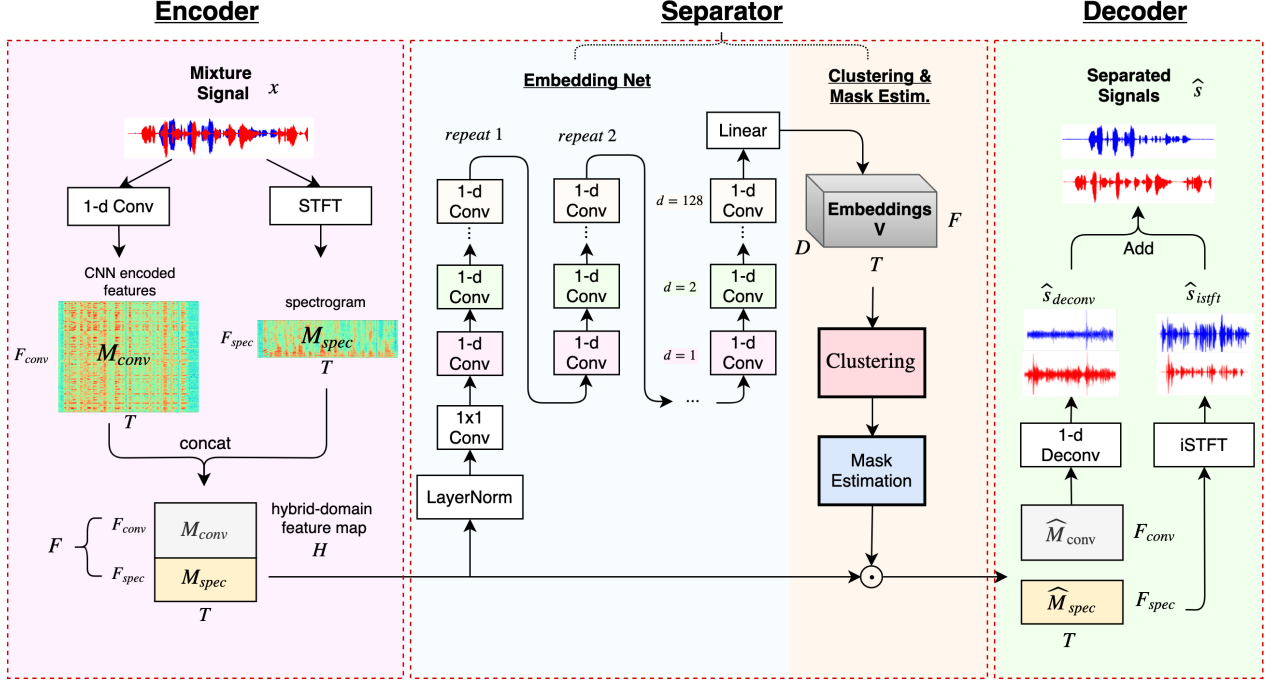 Encoder
Separator
Decoder
Mixture
Signal x
1-d Conv
STFT
CNN encoded
features
spectrogram
F_conv
M_conv
T
F_spec
M_spec
T
concat
F
F_conv
F_spec
M_conv
M_spec
T
hybrid-domain
feature map
H
Embedding Net
repeat 1
repeat 2
1-d
Conv
⋮
1-d
Conv
1-d
Conv
1x1
Conv
LayerNorm
1-d
Conv
⋮
1-d
Conv
1-d
Conv
...
Linear
d = 128
1-d
Conv
⋮
d = 2
1-d
Conv
d = 1
1-d
Conv
Clustering &
Mask Estim.
Embeddings
V
F
D
T
Clustering
Mask
Estimation
⊙
Separated
Signals ŝ
Add
ŝ_deconv
ŝ_istft
1-d
Deconv
iSTFT
M̂_conv
F_conv
M̂_spec
F_spec
T